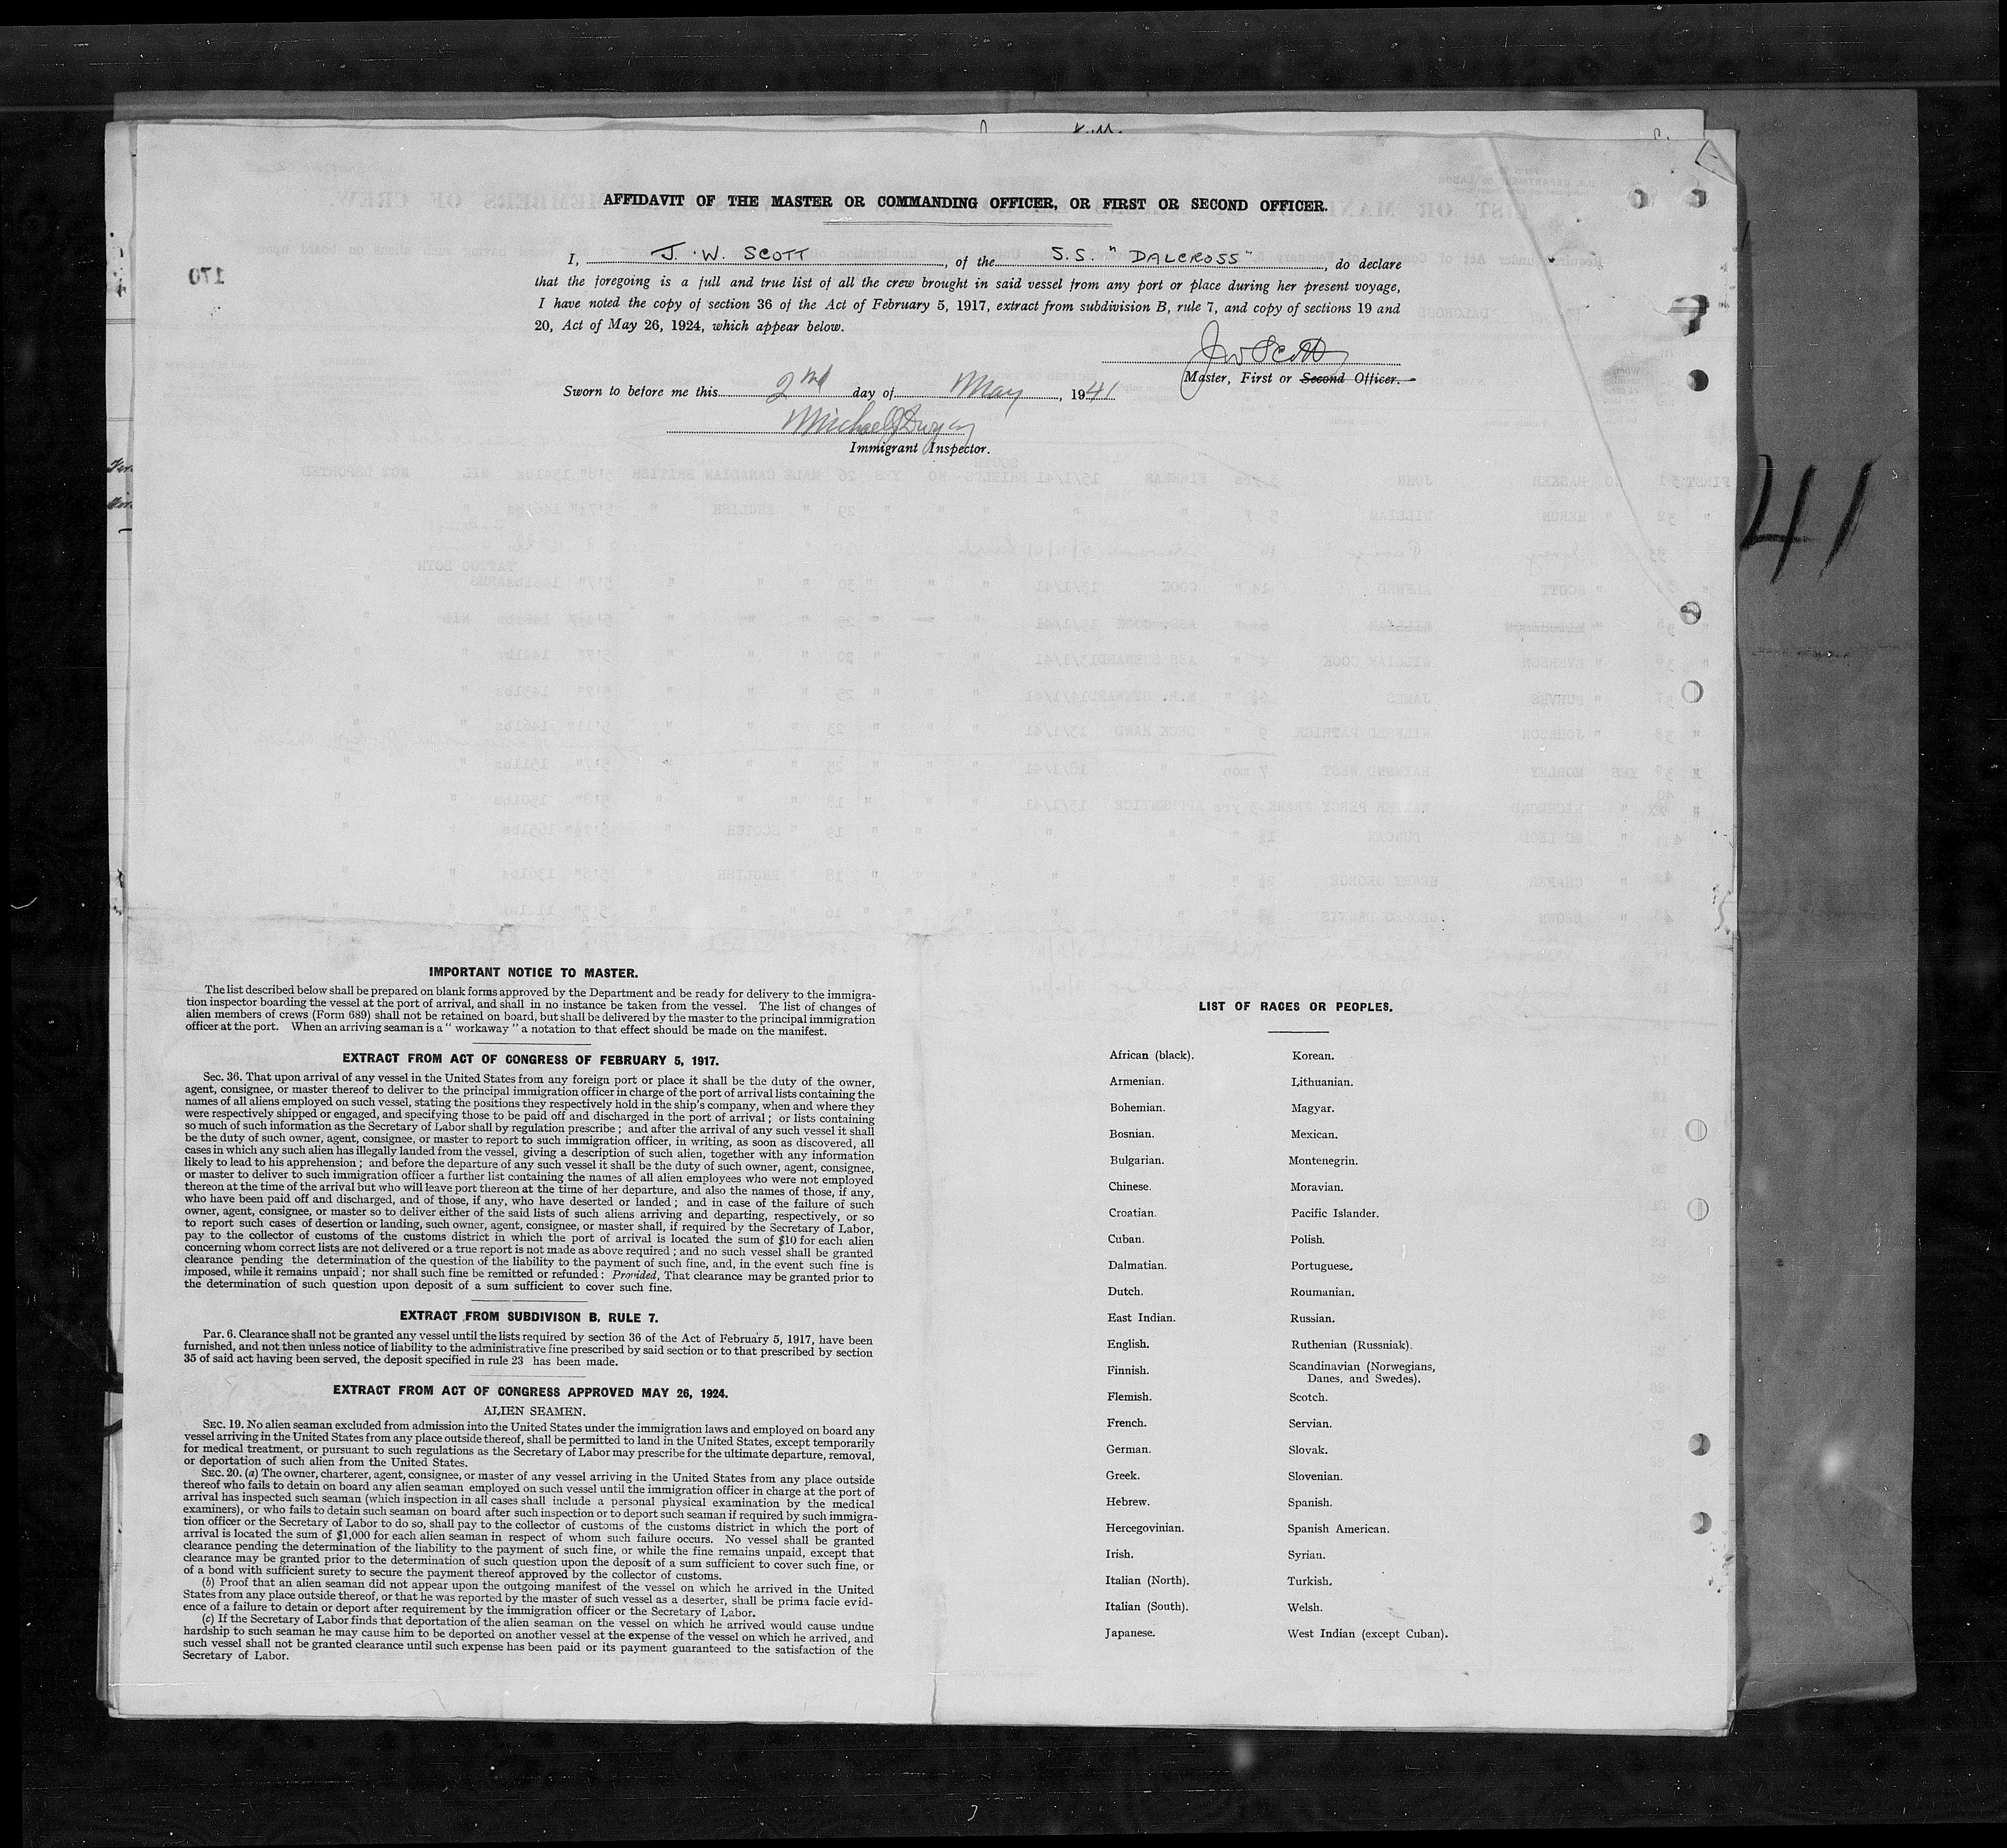 AFFIDAVIT OF THE MASTER OR COMMANDING OFFICER, OR FIRST OR SECOND OFFICER.
I, J. W. SCOTT, of the S.S. "DALCROSS", do declare
that the foregoing is a full and true list of all the crew brought in said vessel from any port or place during her present voyage,
I have noted the copy of section 36 of the Act of February 5, 1917, extract from subdivision B, rule 7, and copy of sections 19 and
20, Act of May 26, 1924, which appear below.
JW Scott
Master, First or Second Officer.
Sworn to before me this 2nd day of May, 1941
Michael J Dwyer
Immigrant Inspector.
170
41
IMPORTANT NOTICE TO MASTER.
The list described below shall be prepared on blank forms approved by the Department and be ready for delivery to the immigra-
tion inspector boarding the vessel at the port of arrival, and shall in no instance be taken from the vessel. The list of changes of
alien members of crews (Form 689) shall not be retained on board, but shall be delivered by the master to the principal immigration
officer at the port. When an arriving seaman is a " workaway " a notation to that effect should be made on the manifest.
EXTRACT FROM ACT OF CONGRESS OF FEBRUARY 5, 1917.
Sec. 36. That upon arrival of any vessel in the United States from any foreign port or place it shall be the duty of the owner,
agent, consignee, or master thereof to deliver to the principal immigration officer in charge of the port of arrival lists containing the
names of all aliens employed on such vessel, stating the positions they respectively hold in the ship's company, when and where they
were respectively shipped or engaged, and specifying those to be paid off and discharged in the port of arrival ; or lists containing
so much of such information as the Secretary of Labor shall by regulation prescribe ; and after the arrival of any such vessel it shall
be the duty of such owner, agent, consignee, or master to report to such immigration officer, in writing, as soon as discovered, all
cases in which any such alien has illegally landed from the vessel, giving a description of such alien, together with any information
likely to lead to his apprehension ; and before the departure of any such vessel it shall be the duty of such owner, agent, consignee,
or master to deliver to such immigration officer a further list containing the names of all alien employees who were not employed
thereon at the time of the arrival but who will leave port thereon at the time of her departure, and also the names of those, if any,
who have been paid off and discharged, and of those, if any, who have deserted or landed ; and in case of the failure of such
owner, agent, consignee, or master so to deliver either of the said lists of such aliens arriving and departing, respectively, or so
to report such cases of desertion or landing, such owner, agent, consignee, or master shall, if required by the Secretary of Labor,
pay to the collector of customs of the customs district in which the port of arrival is located the sum of $10 for each alien
concerning whom correct lists are not delivered or a true report is not made as above required ; and no such vessel shall be granted
clearance pending the determination of the question of the liability to the payment of such fine, and, in the event such fine is
imposed, while it remains unpaid ; nor shall such fine be remitted or refunded : Provided, That clearance may be granted prior to
the determination of such question upon deposit of a sum sufficient to cover such fine.
EXTRACT FROM SUBDIVISON B, RULE 7.
Par. 6. Clearance shall not be granted any vessel until the lists required by section 36 of the Act of February 5, 1917, have been
furnished, and not then unless notice of liability to the administrative fine prescribed by said section or to that prescribed by section
35 of said act having been served, the deposit specified in rule 23 has been made.
EXTRACT FROM ACT OF CONGRESS APPROVED MAY 26, 1924.
ALIEN SEAMEN.
SEC. 19. No alien seaman excluded from admission into the United States under the immigration laws and employed on board any
vessel arriving in the United States from any place outside thereof, shall be permitted to land in the United States, except temporarily
for medical treatment, or pursuant to such regulations as the Secretary of Labor may prescribe for the ultimate departure, removal,
or deportation of such alien from the United States.
SEC. 20. (a) The owner, charterer, agent, consignee, or master of any vessel arriving in the United States from any place outside
thereof who fails to detain on board any alien seaman employed on such vessel until the immigration officer in charge at the port of
arrival has inspected such seaman (which inspection in all cases shall include a personal physical examination by the medical
examiners), or who fails to detain such seaman on board after such inspection or to deport such seaman if required by such immigra-
tion officer or the Secretary of Labor to do so, shall pay to the collector of customs of the customs district in which the port of
arrival is located the sum of $1,000 for each alien seaman in respect of whom such failure occurs. No vessel shall be granted
clearance pending the determination of the liability to the payment of such fine, or while the fine remains unpaid, except that
clearance may be granted prior to the determination of such question upon the deposit of a sum sufficient to cover such fine, or
of a bond with sufficient surety to secure the payment thereof approved by the collector of customs.
(b) Proof that an alien seaman did not appear upon the outgoing manifest of the vessel on which he arrived in the United
States from any place outside thereof, or that he was reported by the master of such vessel as a deserter, shall be prima facie evid-
ence of a failure to detain or deport after requirement by the immigration officer or the Secretary of Labor.
(c) If the Secretary of Labor finds that deportation of the alien seaman on the vessel on which he arrived would cause undue
hardship to such seaman he may cause him to be deported on another vessel at the expense of the vessel on which he arrived, and
such vessel shall not be granted clearance until such expense has been paid or its payment guaranteed to the satisfaction of the
Secretary of Labor.
LIST OF RACES OR PEOPLES.
African (black). Korean.
Armenian. Lithuanian.
Bohemian. Magyar.
Bosnian. Mexican.
Bulgarian. Montenegrin.
Chinese. Moravian.
Croatian. Pacific Islander.
Cuban. Polish.
Dalmatian. Portuguese.
Dutch. Roumanian.
East Indian. Russian.
English. Ruthenian (Russniak).
Finnish. Scandinavian (Norwegians,
Danes, and Swedes).
Flemish. Scotch.
French. Servian.
German. Slovak.
Greek. Slovenian.
Hebrew. Spanish.
Hercegovinian. Spanish American.
Irish. Syrian.
Italian (North). Turkish.
Italian (South). Welsh.
Japanese. West Indian (except Cuban).